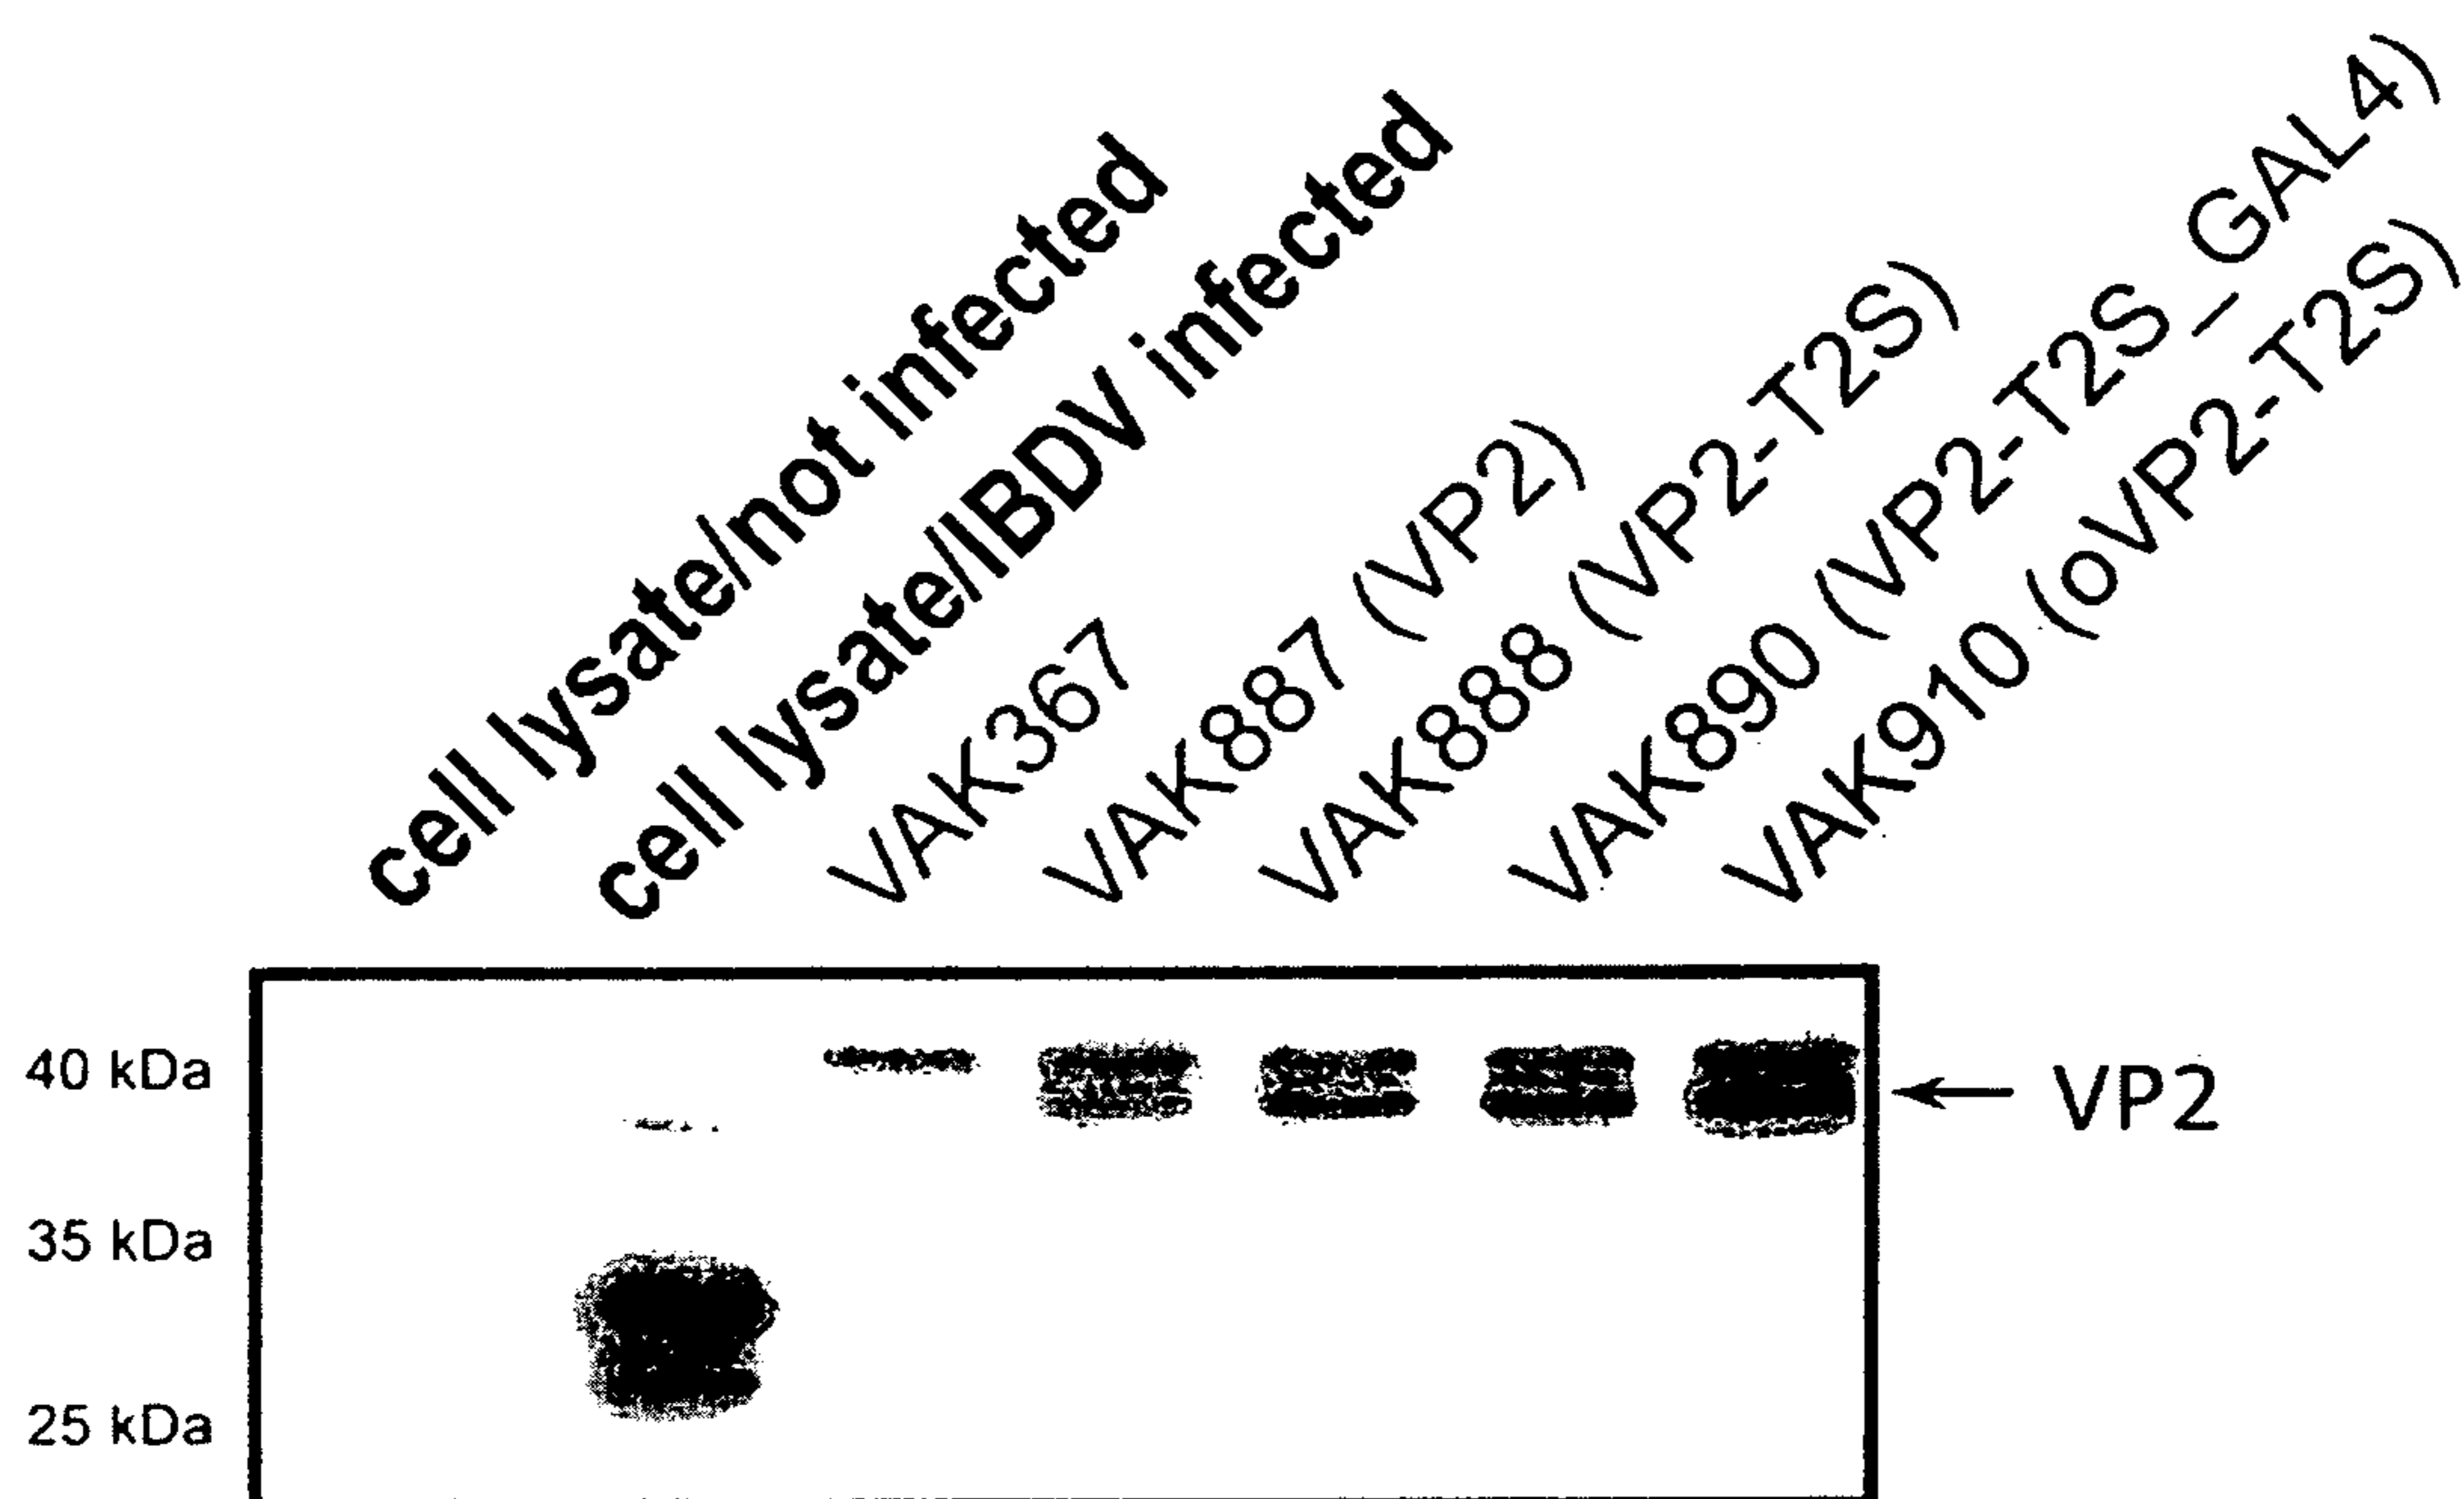 cell lysate/not infected
cell lysate/IBDV infected
VAK367
VAK887 (VP2)
VAK888 (VP2-T2S)
VAK890 (VP2-T2S_GAL4)
VAK910 (oVP2-T2S)
40 kDa
VP2
35 kDa
25 kDa